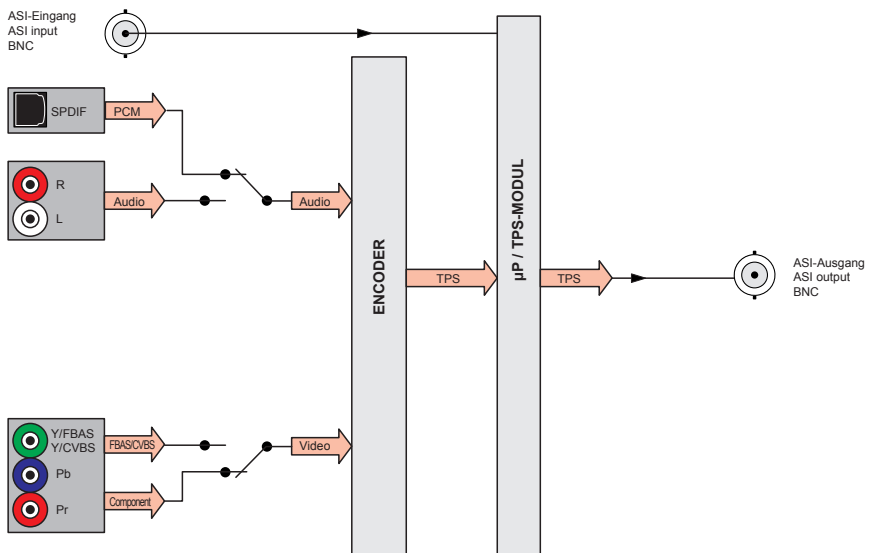 ASI-Eingang
ASI input
BNC
SPDIF
PCM
R
L
Audio
Audio
ENCODER
TPS
µP / TPS-MODUL
TPS
ASI-Ausgang
ASI output
BNC
Y/FBAS
Y/CVBS
FBAS/CVBS
Video
Pb
Pr
Component